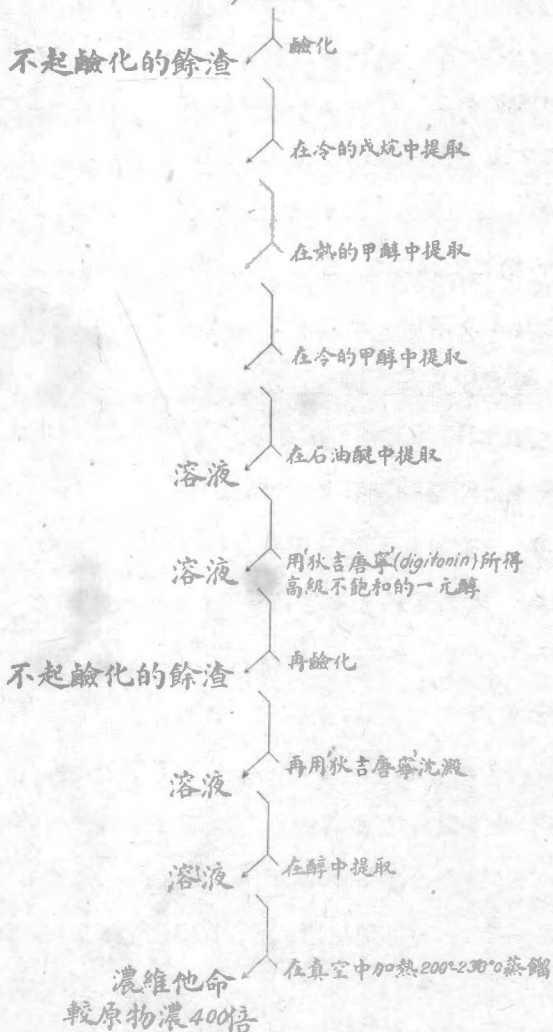 鹼化
不起鹼化的餘渣
在冷的戊烷中提取
在熱的甲醇中提取
在冷的甲醇中提取
在石油醚中提取
溶液
用'狄吉唐寧'(digitonin)所得
高級不飽和的一元醇
溶液
再鹼化
不起鹼化的餘渣
再用'狄吉唐寧'沈澱
溶液
在醇中提取
溶液
在真空中加熱200°-230°C蒸餾
濃維他命
較原物濃400倍